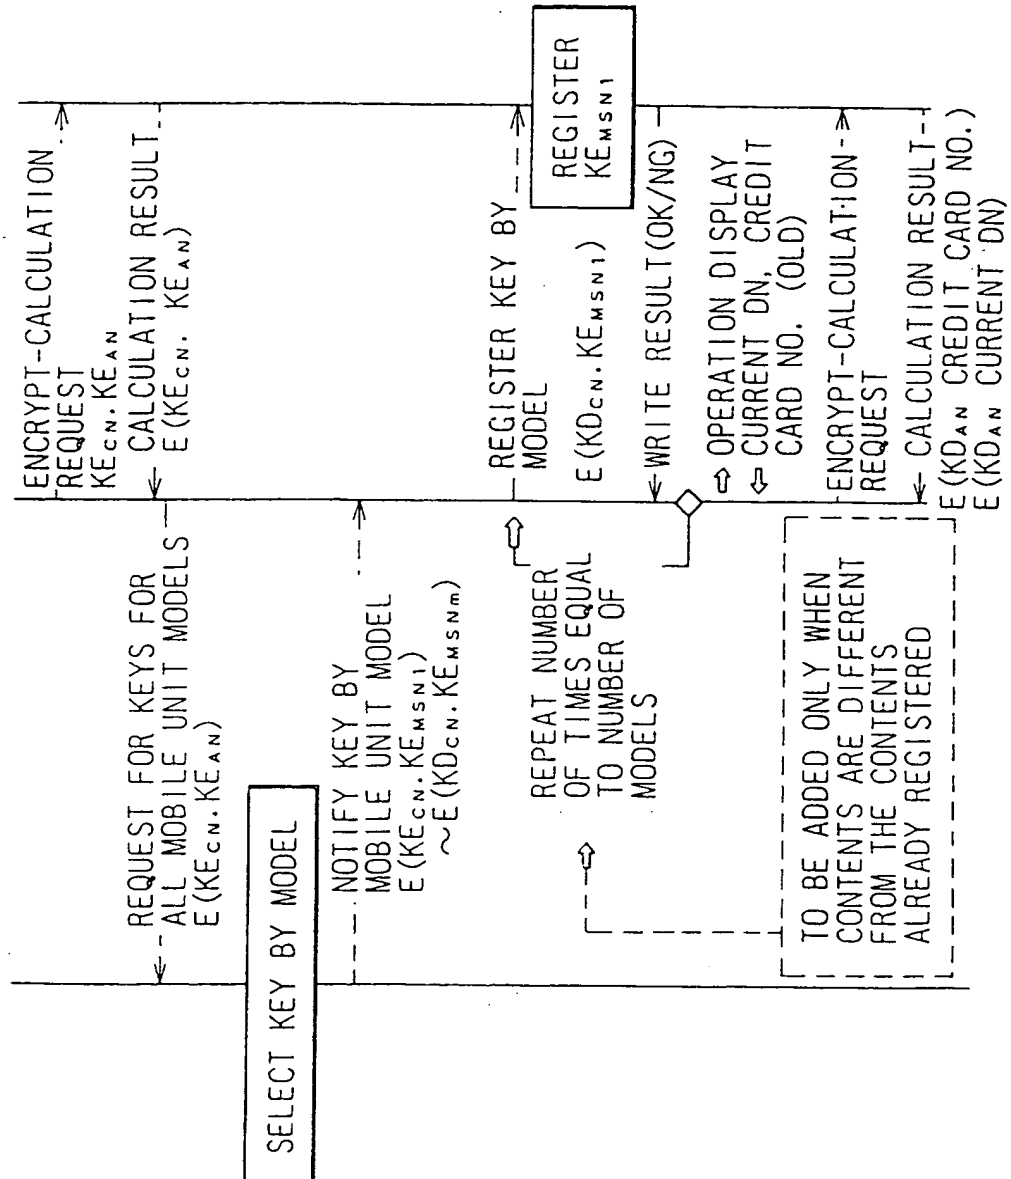 ENCRYPT-CALCULATION
REQUEST
KECN. KEAN
CALCULATION RESULT
E(KECN. KEAN)
REQUEST FOR KEYS FOR
ALL MOBILE UNIT MODELS
E(KECN. KEAN)
SELECT KEY BY MODEL
NOTIFY KEY BY
MOBILE UNIT MODEL
E(KECN. KEMSN1)
~E(KDCN. KEMSNm)
REGISTER KEY BY
MODEL
E(KDCN. KEMSN1)
REGISTER
KEMSN1
REPEAT NUMBER
OF TIMES EQUAL
TO NUMBER OF
MODELS
WRITE RESULT(OK/NG)
OPERATION DISPLAY
CURRENT DN, CREDIT
CARD NO. (OLD)
TO BE ADDED ONLY WHEN
CONTENTS ARE DIFFERENT
FROM THE CONTENTS
ALREADY REGISTERED
ENCRYPT-CALCULATION
REQUEST
CALCULATION RESULT
E(KDAN CREDIT CARD NO.)
E(KDAN CURRENT DN)